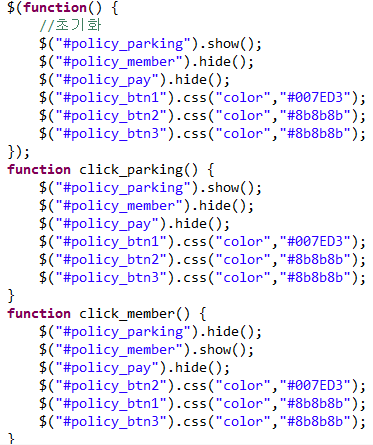 $(function() {
//초기화
$("#policy_parking").show();
$("#policy_member").hide();
$("#policy_pay").hide();
$("#policy_btn1").css("color","#007ED3");
$("#policy_btn2").css("color","#8b8b8b");
$("#policy_btn3").css("color","#8b8b8b");
});
function click_parking() {
$("#policy_parking").show();
$("#policy_member").hide();
$("#policy_pay").hide();
$("#policy_btn1").css("color","#007ED3");
$("#policy_btn2").css("color","#8b8b8b");
$("#policy_btn3").css("color","#8b8b8b");
}
function click_member() {
$("#policy_parking").hide();
$("#policy_member").show();
$("#policy_pay").hide();
$("#policy_btn2").css("color","#007ED3");
$("#policy_btn1").css("color","#8b8b8b");
$("#policy_btn3").css("color","#8b8b8b");
}